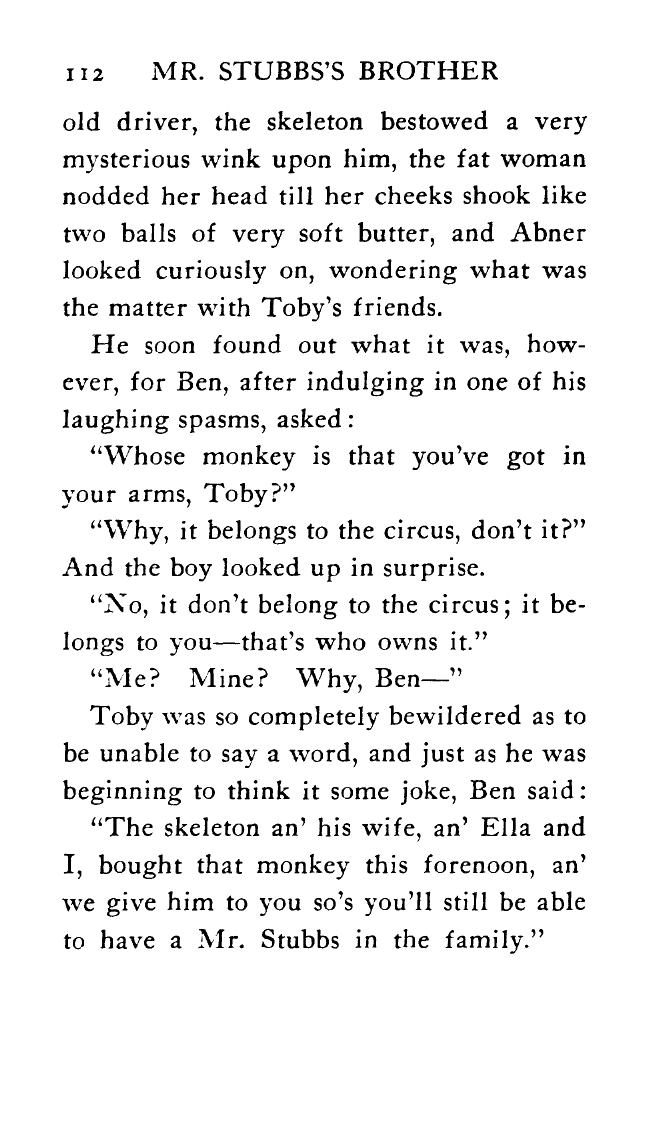 112 MR. STUBBS'S BROTHER
old driver, the skeleton bestowed a very
mysterious wink upon him, the fat woman
nodded her head till her cheeks shook like
two balls of very soft butter, and Abner
looked curiously on, wondering what was
the matter with Toby's friends.
He soon found out what it was, how-
ever, for Ben, after indulging in one of his
laughing spasms, asked:
"Whose monkey is that you've got in
your arms, Toby?"
"Why, it belongs to the circus, don't it?"
And the boy looked up in surprise.
"No, it don't belong to the circus; it be-
longs to you—that's who owns it."
"Me? Mine? Why, Ben—"
Toby was so completely bewildered as to
be unable to say a word, and just as he was
beginning to think it some joke, Ben said:
"The skeleton an' his wife, an' Ella and
I, bought that monkey this forenoon, an'
we give him to you so's you'll still be able
to have a Mr. Stubbs in the family."